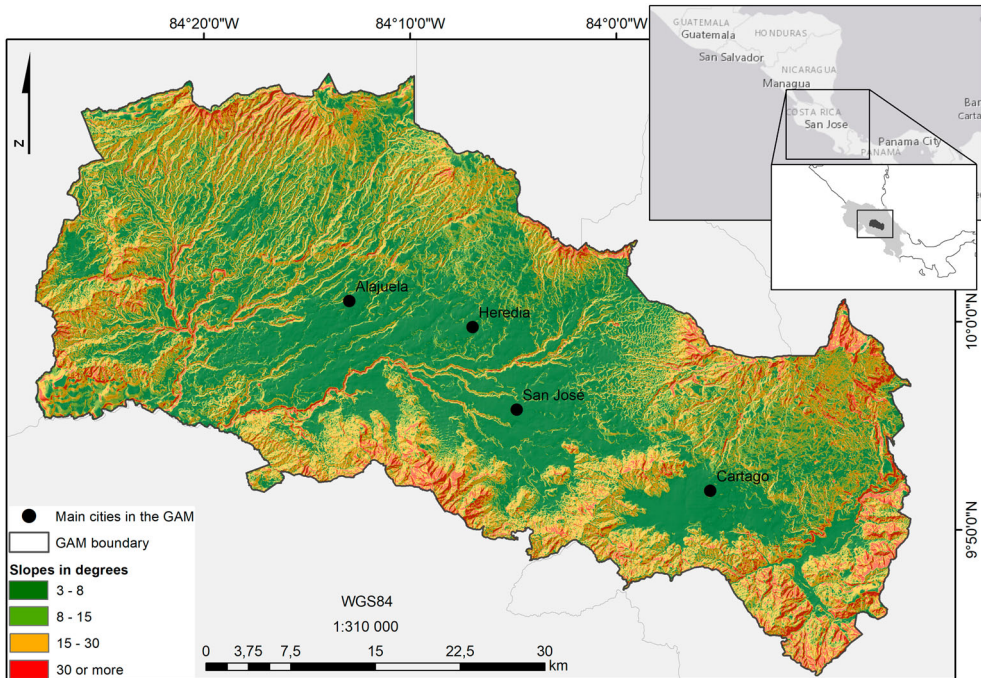 84°20'0"W
84°10'0"W
84°0'0"W
GUATEMALA
Guatemala
HONDURAS
San Salvador
NICARAGUA
Managua
COSTA RICA
San Jose
Panama City
PANAMA
Bar
Carta
N
10°0'0"N
9°50'0"N
Alajuela
Heredia
San José
Cartago
Main cities in the GAM
GAM boundary
Slopes in degrees
3 - 8
8 - 15
15 - 30
30 or more
WGS84
1:310 000
0 3,75 7,5 15 22,5 30
km